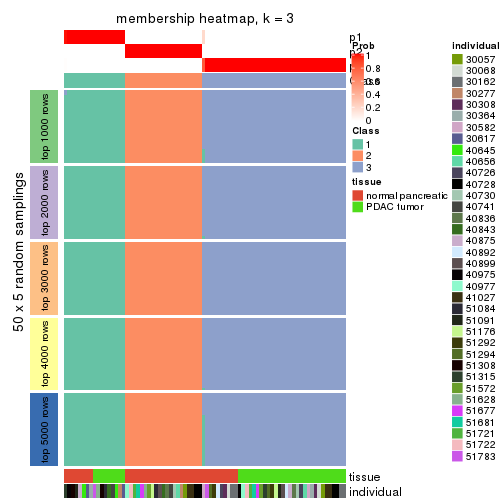 membership heatmap, k = 3
p1
p2
Prob
1
0.8
0.6
0.4
0.2
0
Class
1
2
3
tissue
normal pancreatic
PDAC tumor
individual
30057
30068
30162
30277
30308
30364
30582
30617
40645
40656
40726
40728
40730
40741
40836
40843
40875
40892
40899
40975
40977
41027
51084
51091
51176
51292
51294
51308
51315
51572
51628
51677
51681
51721
51722
51783
50 x 5 random samplings
top 1000 rows
top 2000 rows
top 3000 rows
top 4000 rows
top 5000 rows
tissue
individual